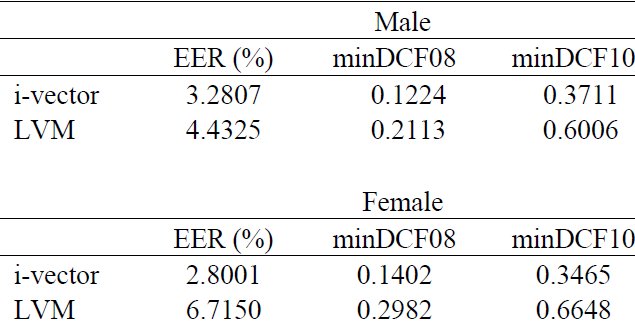 Male
EER (%) minDCF08 minDCF10
i-vector 3.2807 0.1224 0.3711
LVM 4.4325 0.2113 0.6006
Female
EER (%) minDCF08 minDCF10
i-vector 2.8001 0.1402 0.3465
LVM 6.7150 0.2982 0.6648